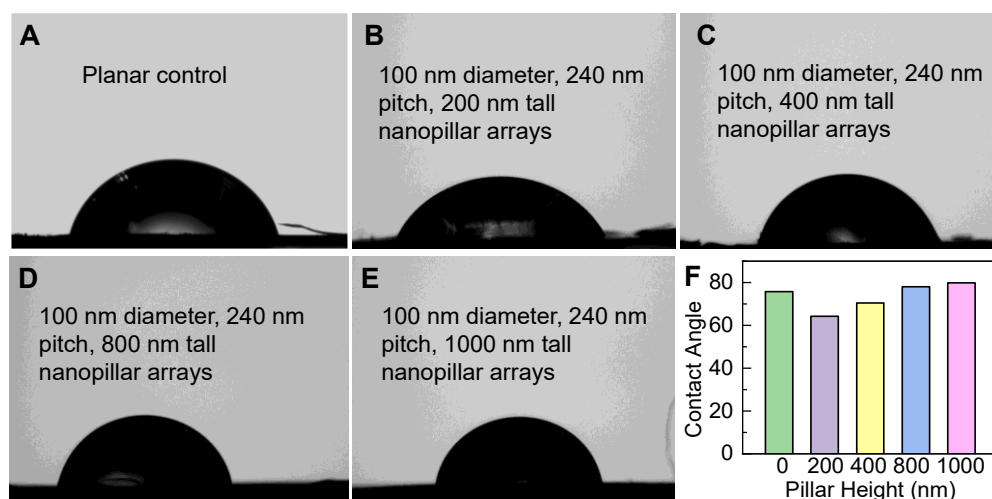 A
Planar control
B
100 nm diameter, 240 nm
pitch, 200 nm tall
nanopillar arrays
C
100 nm diameter, 240 nm
pitch, 400 nm tall
nanopillar arrays
D
100 nm diameter, 240 nm
pitch, 800 nm tall
nanopillar arrays
E
100 nm diameter, 240 nm
pitch, 1000 nm tall
nanopillar arrays
F
80
60
40
20
0
Contact Angle
0 200 400 800 1000
Pillar Height (nm)